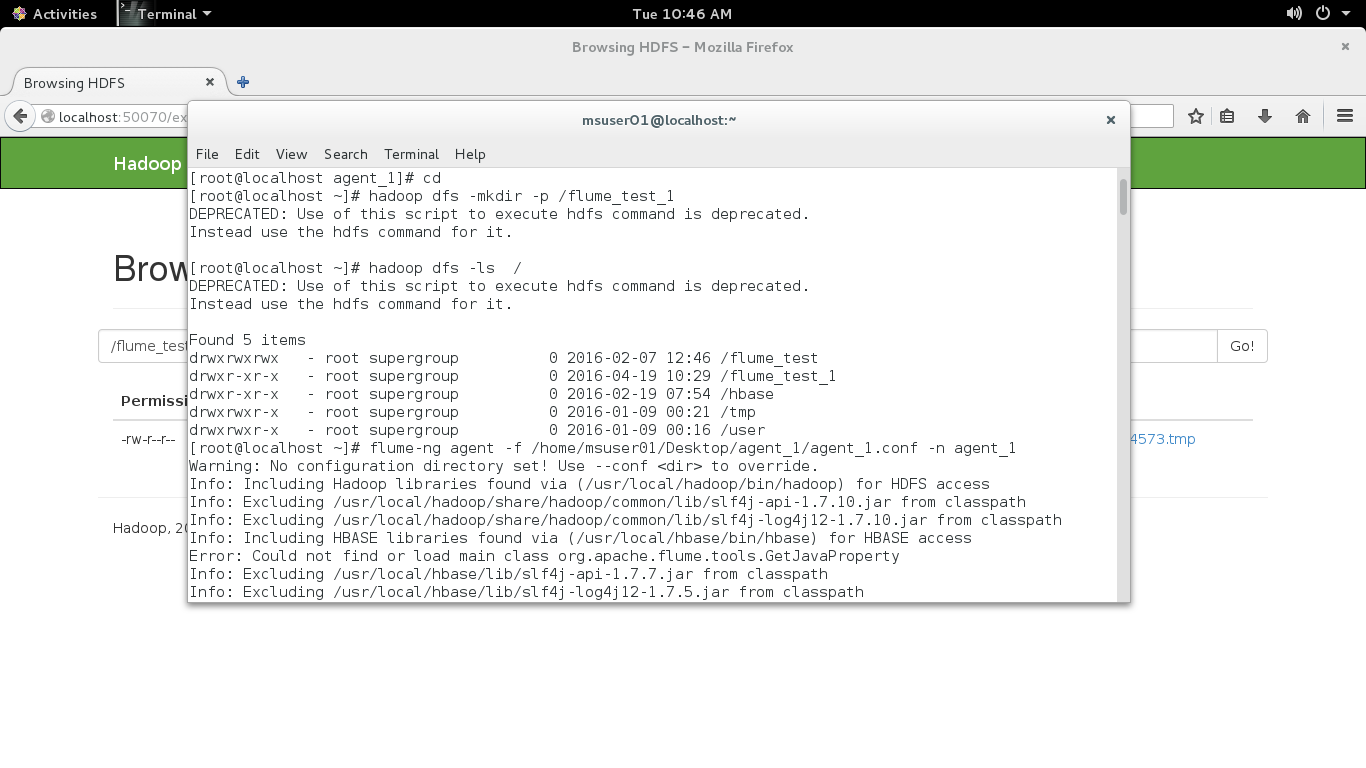 Activities Terminal Tue 10:46 AM
Browsing HDFS - Mozilla Firefox
Browsing HDFS
localhost:50070/ex
msuser01@localhost:~
File Edit View Search Terminal Help
Hadoop
[root@localhost agent_1]# cd
[root@localhost ~]# hadoop dfs -mkdir -p /flume_test_1
DEPRECATED: Use of this script to execute hdfs command is deprecated.
Instead use the hdfs command for it.
[root@localhost ~]# hadoop dfs -ls  /
DEPRECATED: Use of this script to execute hdfs command is deprecated.
Instead use the hdfs command for it.
Found 5 items
drwxrwxrwx   - root supergroup          0 2016-02-07 12:46 /flume_test
drwxr-xr-x   - root supergroup          0 2016-04-19 10:29 /flume_test_1
drwxr-xr-x   - root supergroup          0 2016-02-19 07:54 /hbase
drwxrwxr-x   - root supergroup          0 2016-01-09 00:21 /tmp
drwxrwxr-x   - root supergroup          0 2016-01-09 00:16 /user
[root@localhost ~]# flume-ng agent -f /home/msuser01/Desktop/agent_1/agent_1.conf -n agent_1
Warning: No configuration directory set! Use --conf <dir> to override.
Info: Including Hadoop libraries found via (/usr/local/hadoop/bin/hadoop) for HDFS access
Info: Excluding /usr/local/hadoop/share/hadoop/common/lib/slf4j-api-1.7.10.jar from classpath
Info: Excluding /usr/local/hadoop/share/hadoop/common/lib/slf4j-log4j12-1.7.10.jar from classpath
Info: Including HBASE libraries found via (/usr/local/hbase/bin/hbase) for HBASE access
Error: Could not find or load main class org.apache.flume.tools.GetJavaProperty
Info: Excluding /usr/local/hbase/lib/slf4j-api-1.7.7.jar from classpath
Info: Excluding /usr/local/hbase/lib/slf4j-log4j12-1.7.5.jar from classpath
Brow
/flume_test Go!
Permissi
-rw-r--r-- 4573.tmp
Hadoop, 20